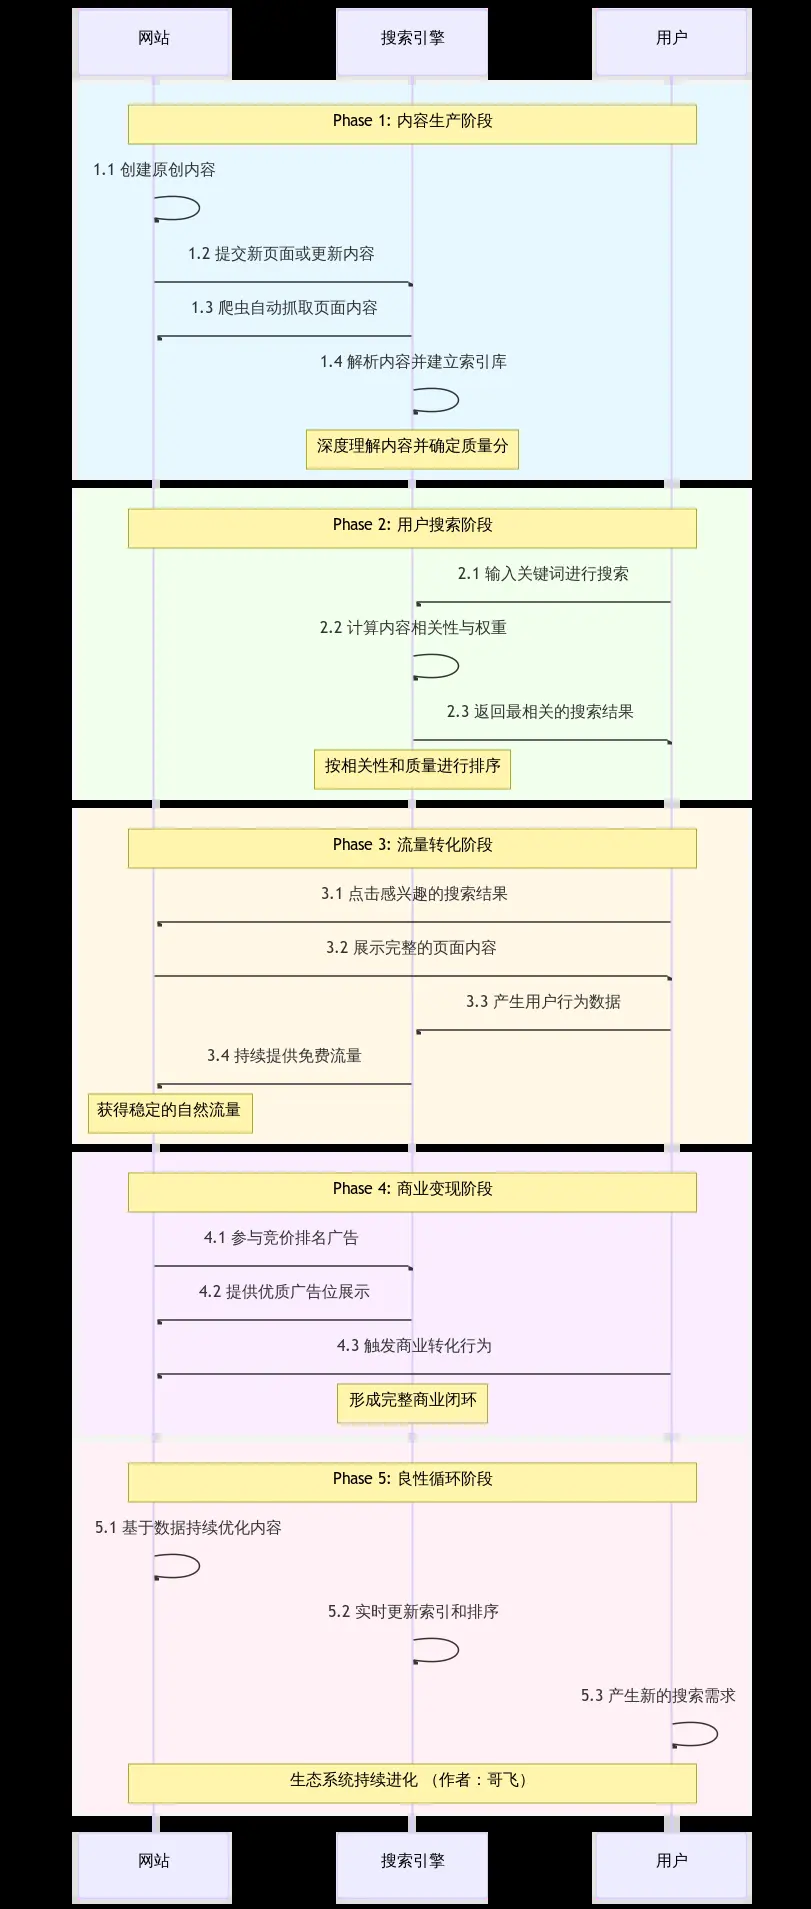 网站
搜索引擎
用户
Phase 1: 内容生产阶段
1.1 创建原创内容
1.2 提交新页面或更新内容
1.3 爬虫自动抓取页面内容
1.4 解析内容并建立索引库
深度理解内容并确定质量分
Phase 2: 用户搜索阶段
2.1 输入关键词进行搜索
2.2 计算内容相关性与权重
2.3 返回最相关的搜索结果
按相关性和质量进行排序
Phase 3: 流量转化阶段
3.1 点击感兴趣的搜索结果
3.2 展示完整的页面内容
3.3 产生用户行为数据
3.4 持续提供免费流量
获得稳定的自然流量
Phase 4: 商业变现阶段
4.1 参与竞价排名广告
4.2 提供优质广告位展示
4.3 触发商业转化行为
形成完整商业闭环
Phase 5: 良性循环阶段
5.1 基于数据持续优化内容
5.2 实时更新索引和排序
5.3 产生新的搜索需求
生态系统持续进化 （作者：哥飞）
网站
搜索引擎
用户